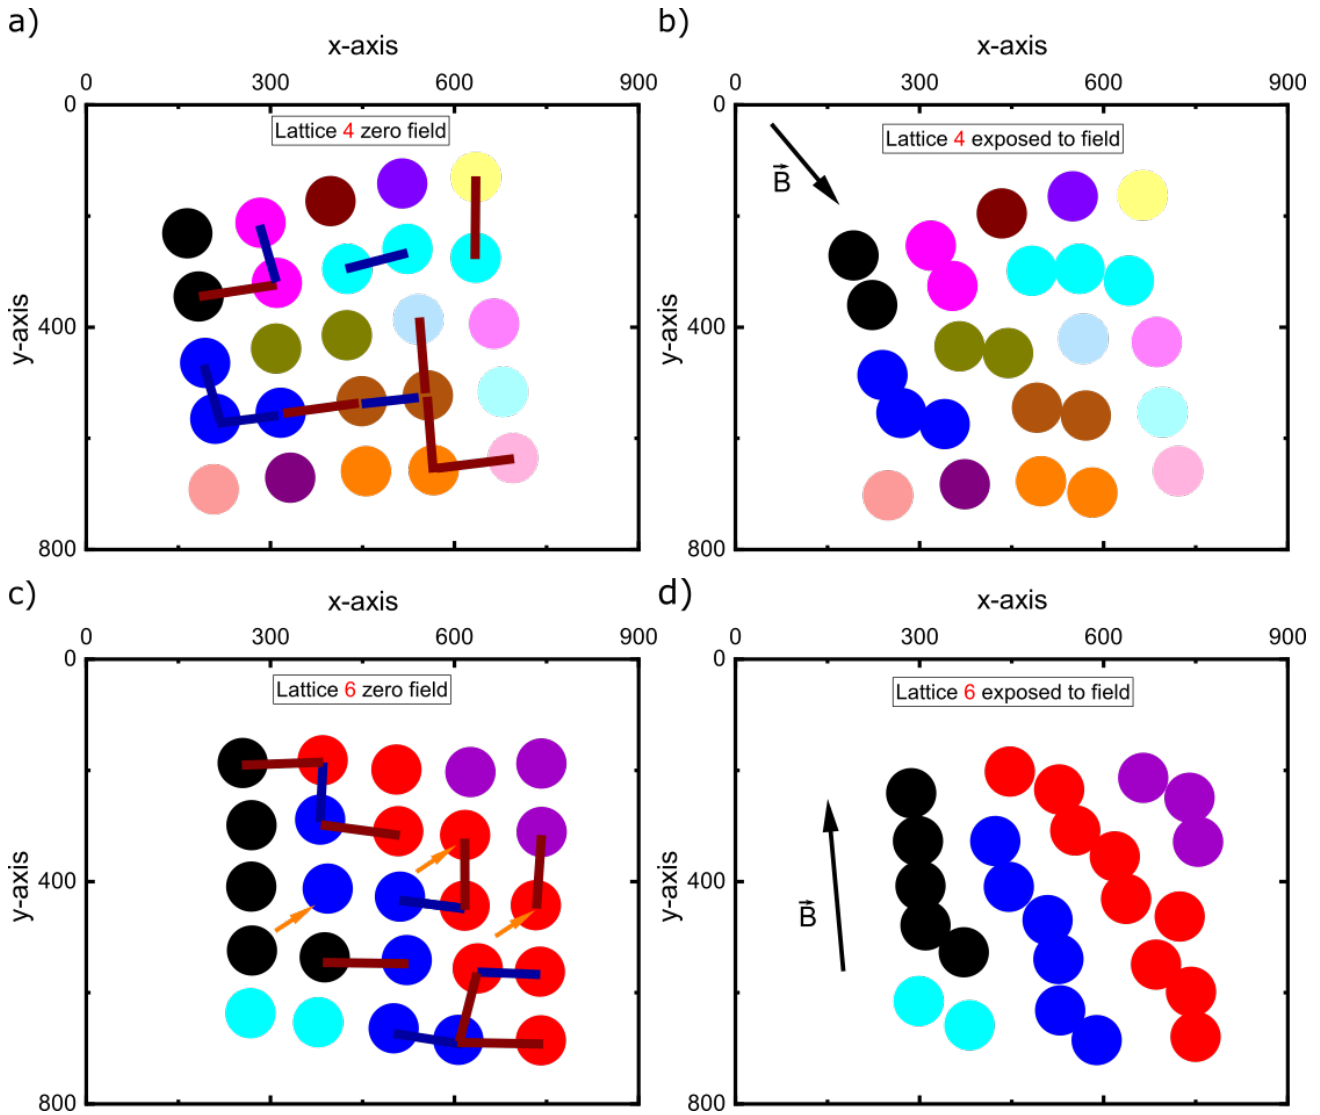 a)
x-axis
0 300 600 900
0
400
800
y-axis
Lattice 4 zero field
b)
x-axis
0 300 600 900
0
400
800
y-axis
Lattice 4 exposed to field
B
c)
x-axis
0 300 600 900
0
400
800
y-axis
Lattice 6 zero field
d)
x-axis
0 300 600 900
0
400
800
y-axis
Lattice 6 exposed to field
B